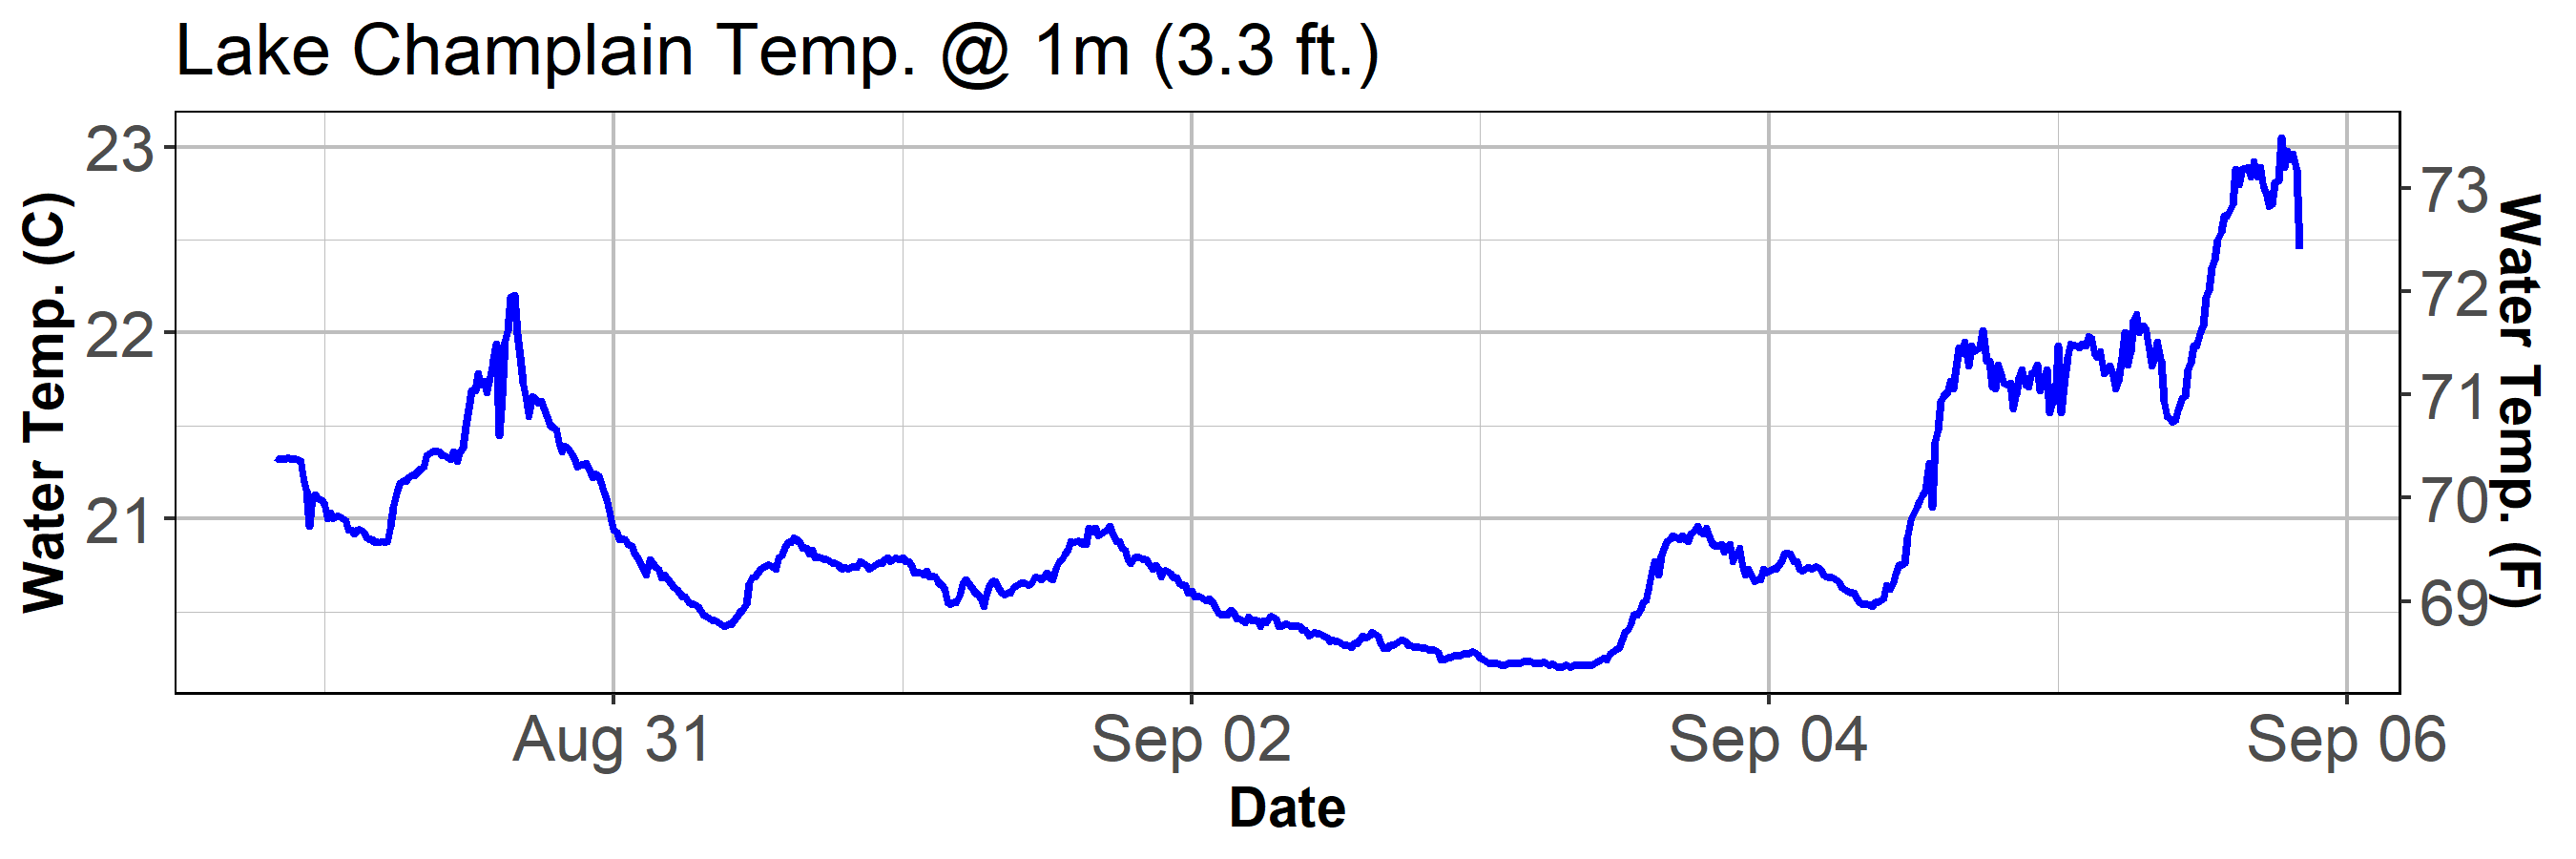 Lake Champlain Temp. @ 1m (3.3 ft.)
Water Temp. (C)
23
22
21
73
72
71
70
69
Water Temp. (F)
Aug 31 Sep 02 Sep 04 Sep 06
Date